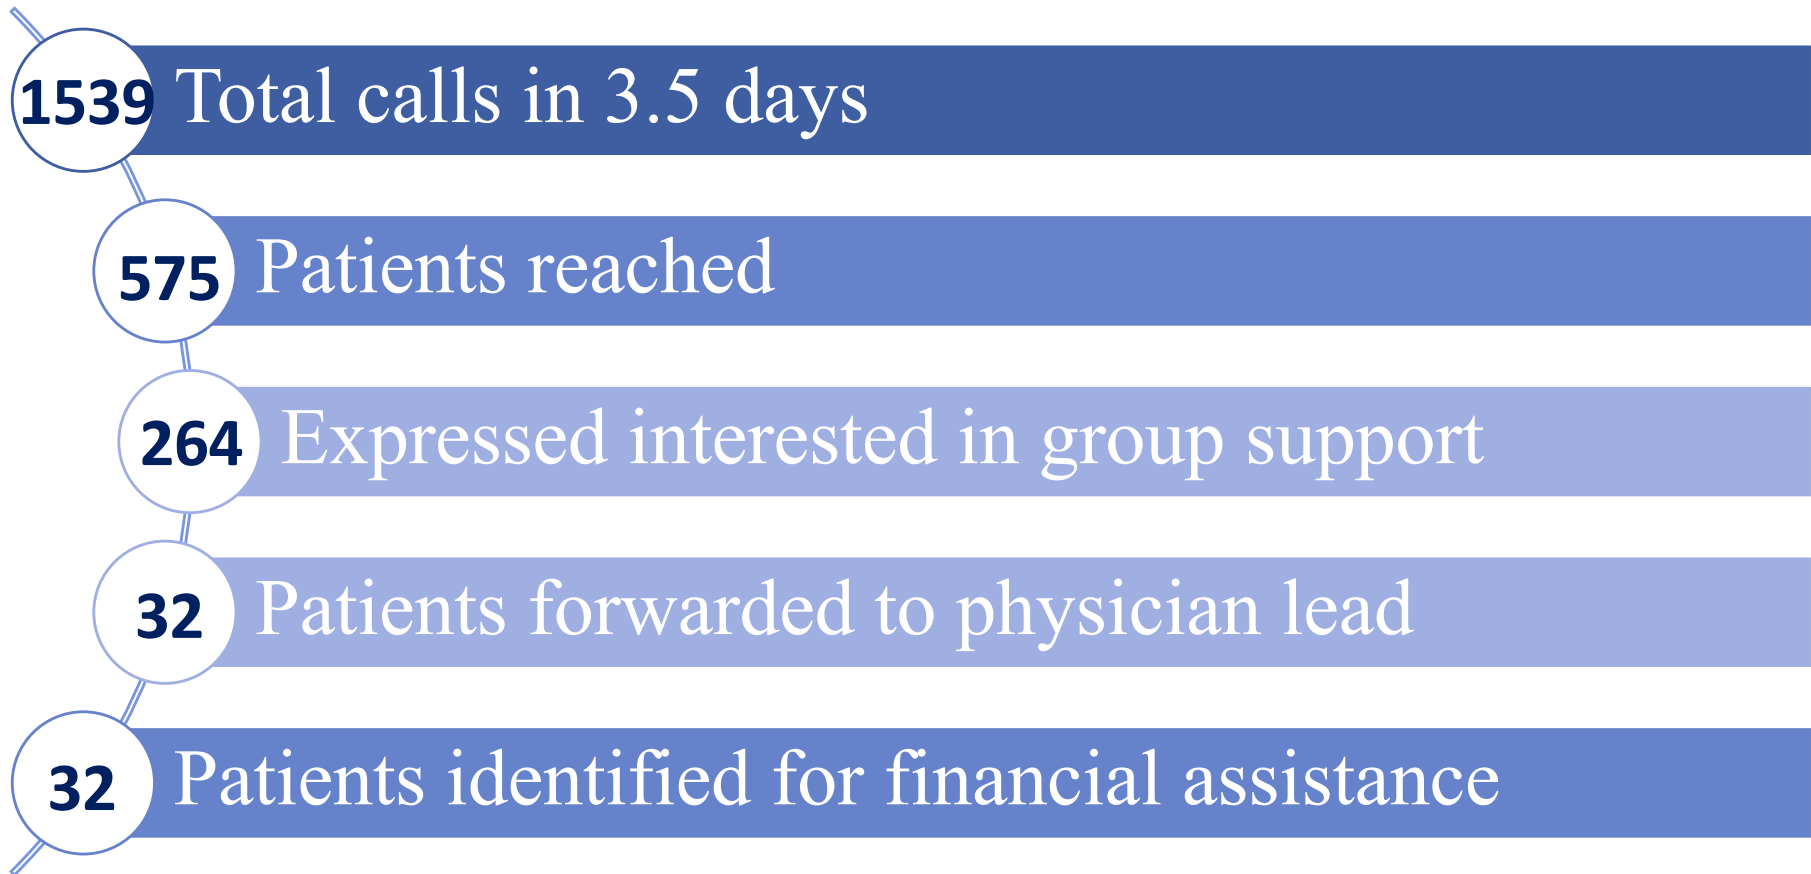 1539 Total calls in 3.5 days
575 Patients reached
264 Expressed interested in group support
32 Patients forwarded to physician lead
32 Patients identified for financial assistance